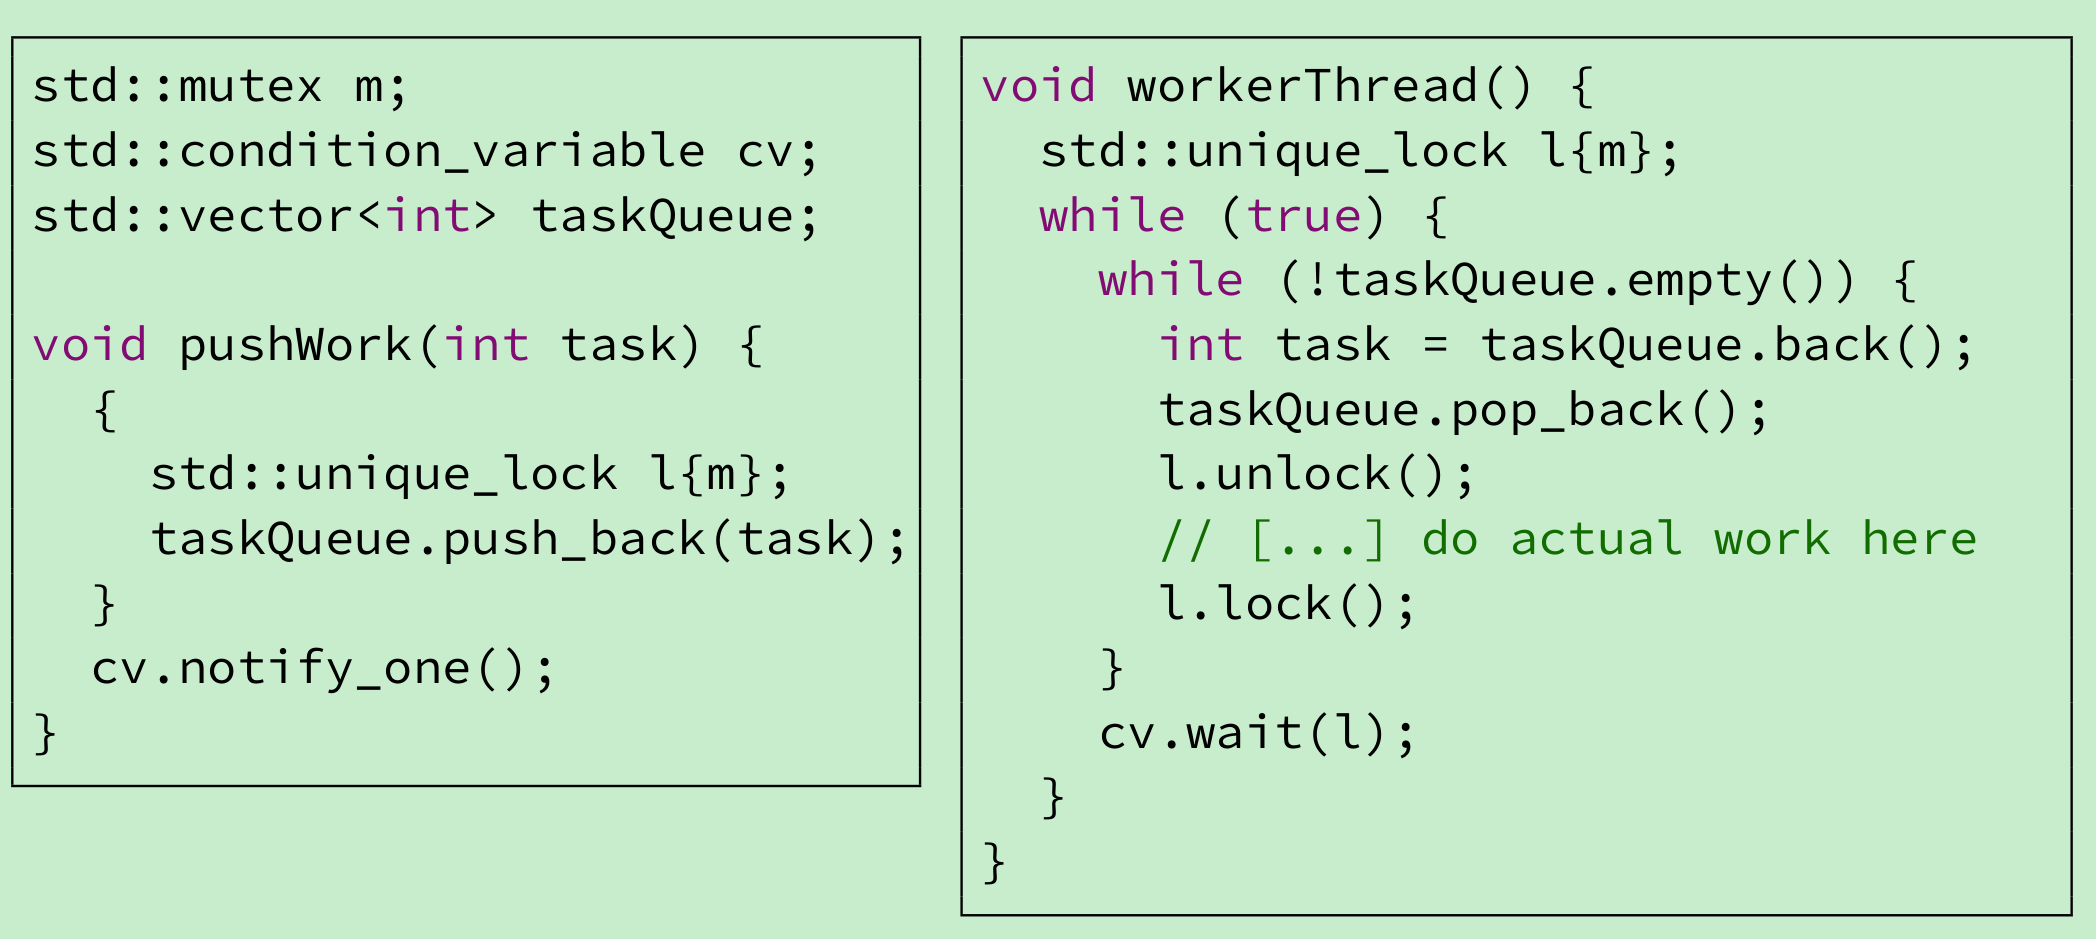 std::mutex m;
std::condition_variable cv;
std::vector<int> taskQueue;

void pushWork(int task) {
  {
    std::unique_lock l{m};
    taskQueue.push_back(task);
  }
  cv.notify_one();
}

void workerThread() {
  std::unique_lock l{m};
  while (true) {
    while (!taskQueue.empty()) {
      int task = taskQueue.back();
      taskQueue.pop_back();
      l.unlock();
      // [...] do actual work here
      l.lock();
    }
    cv.wait(l);
  }
}